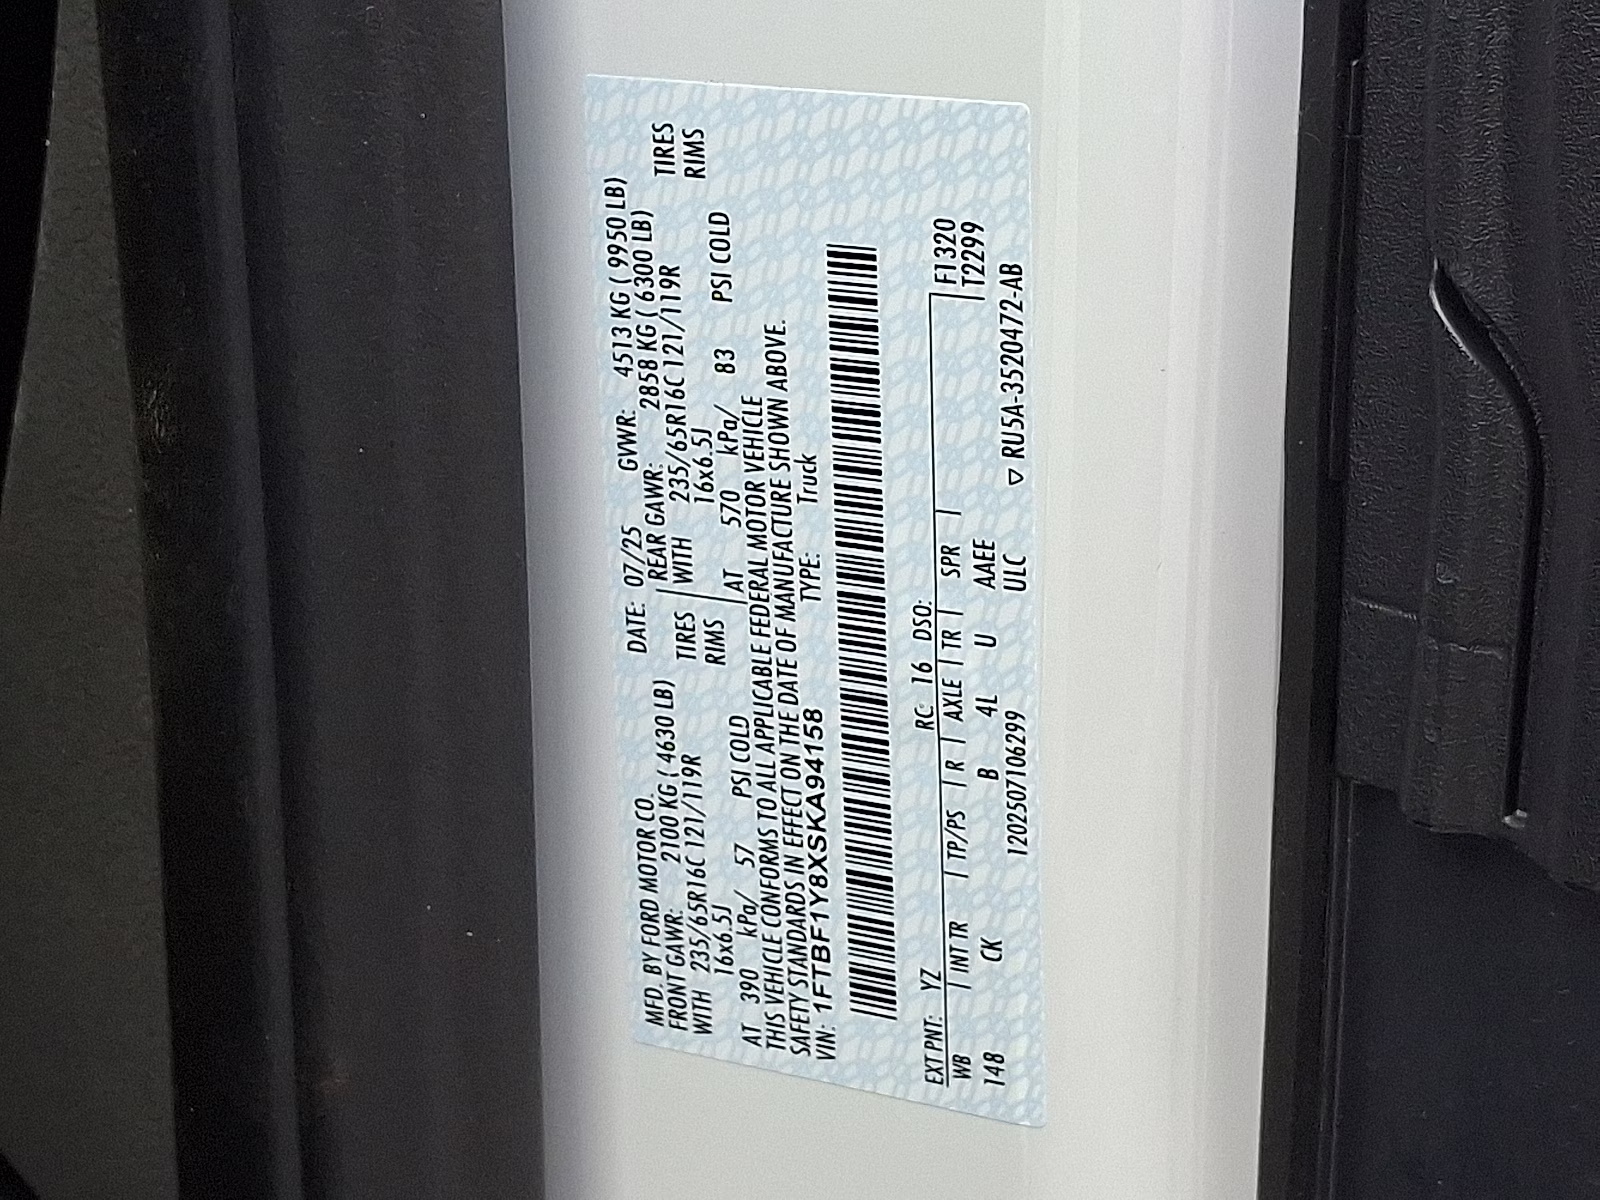 MFD. BY FORD MOTOR CO. DATE: 07/25 GVWR: 4513 KG ( 9950 LB)
FRONT GAWR: 2100 KG ( 4630 LB) REAR GAWR: 2858 KG ( 6300 LB)
WITH 235/65R16C 121/119R TIRES WITH 235/65R16C 121/119R TIRES
16x6.5J RIMS 16x6.5J RIMS
AT 390 kPa/ 57 PSI COLD AT 570 kPa/ 83 PSI COLD
THIS VEHICLE CONFORMS TO ALL APPLICABLE FEDERAL MOTOR VEHICLE
SAFETY STANDARDS IN EFFECT ON THE DATE OF MANUFACTURE SHOWN ABOVE.
VIN: 1FTBF1Y8XSKA94158 TYPE: Truck
EXT PNT: YZ RC: 16 DSO: F1320
WB INT TR TP/PS R AXLE TR SPR T2299
148 CK B 4L U AAEE
1202507106299 ULC ▽ RU5A-3520472-AB